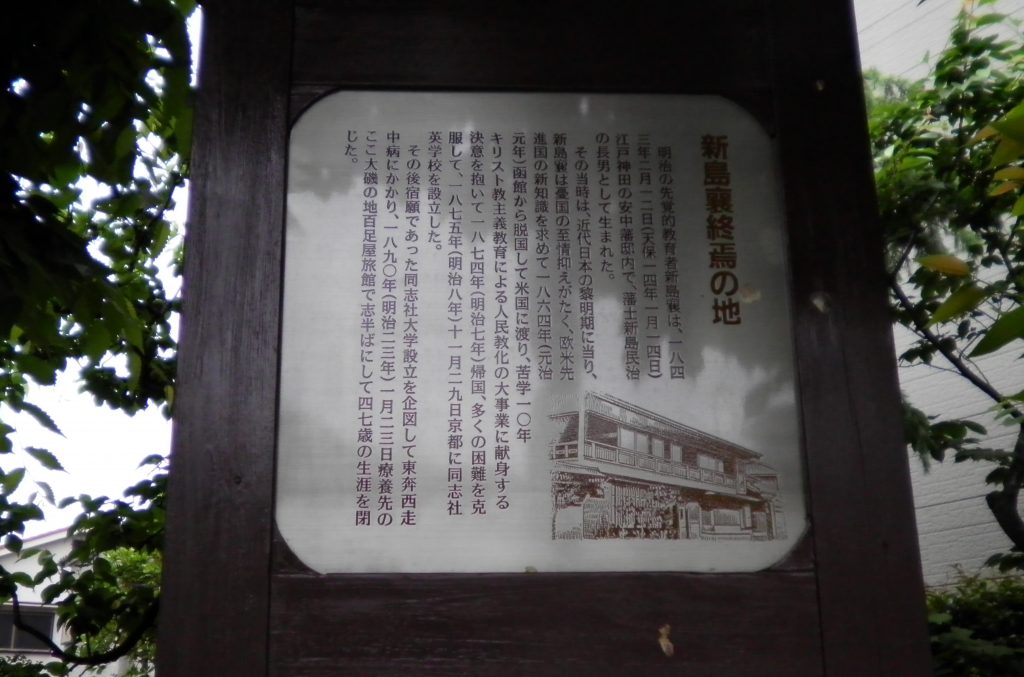 新島襄終焉の地
明治の先覚的教育者新島襄は、一八四
三年二月一二日(天保一四年一月一四日)
江戸神田の安中藩邸内で、藩士新島民治
の長男として生まれた。
その当時は、近代日本の黎明期に当り、
新島襄は憂国の至情抑えがたく、欧米先
進国の新知識を求めて一八六四年(元治
元年)函館から脱国して米国に渡り、苦学一〇年
キリスト教主義教育による人民教化の大事業に献身する
決意を抱いて一八七四年(明治七年)帰国、多くの困難を克
服して、一八七五年(明治八年)十一月二九日京都に同志社
英学校を設立した。
その後宿願であった同志社大学設立を企図して東奔西走
中病にかかり、一八九〇年(明治二三年)一月二三日療養先の
ここ大磯の地百足屋旅館で志半ばにして四七歳の生涯を閉
じた。